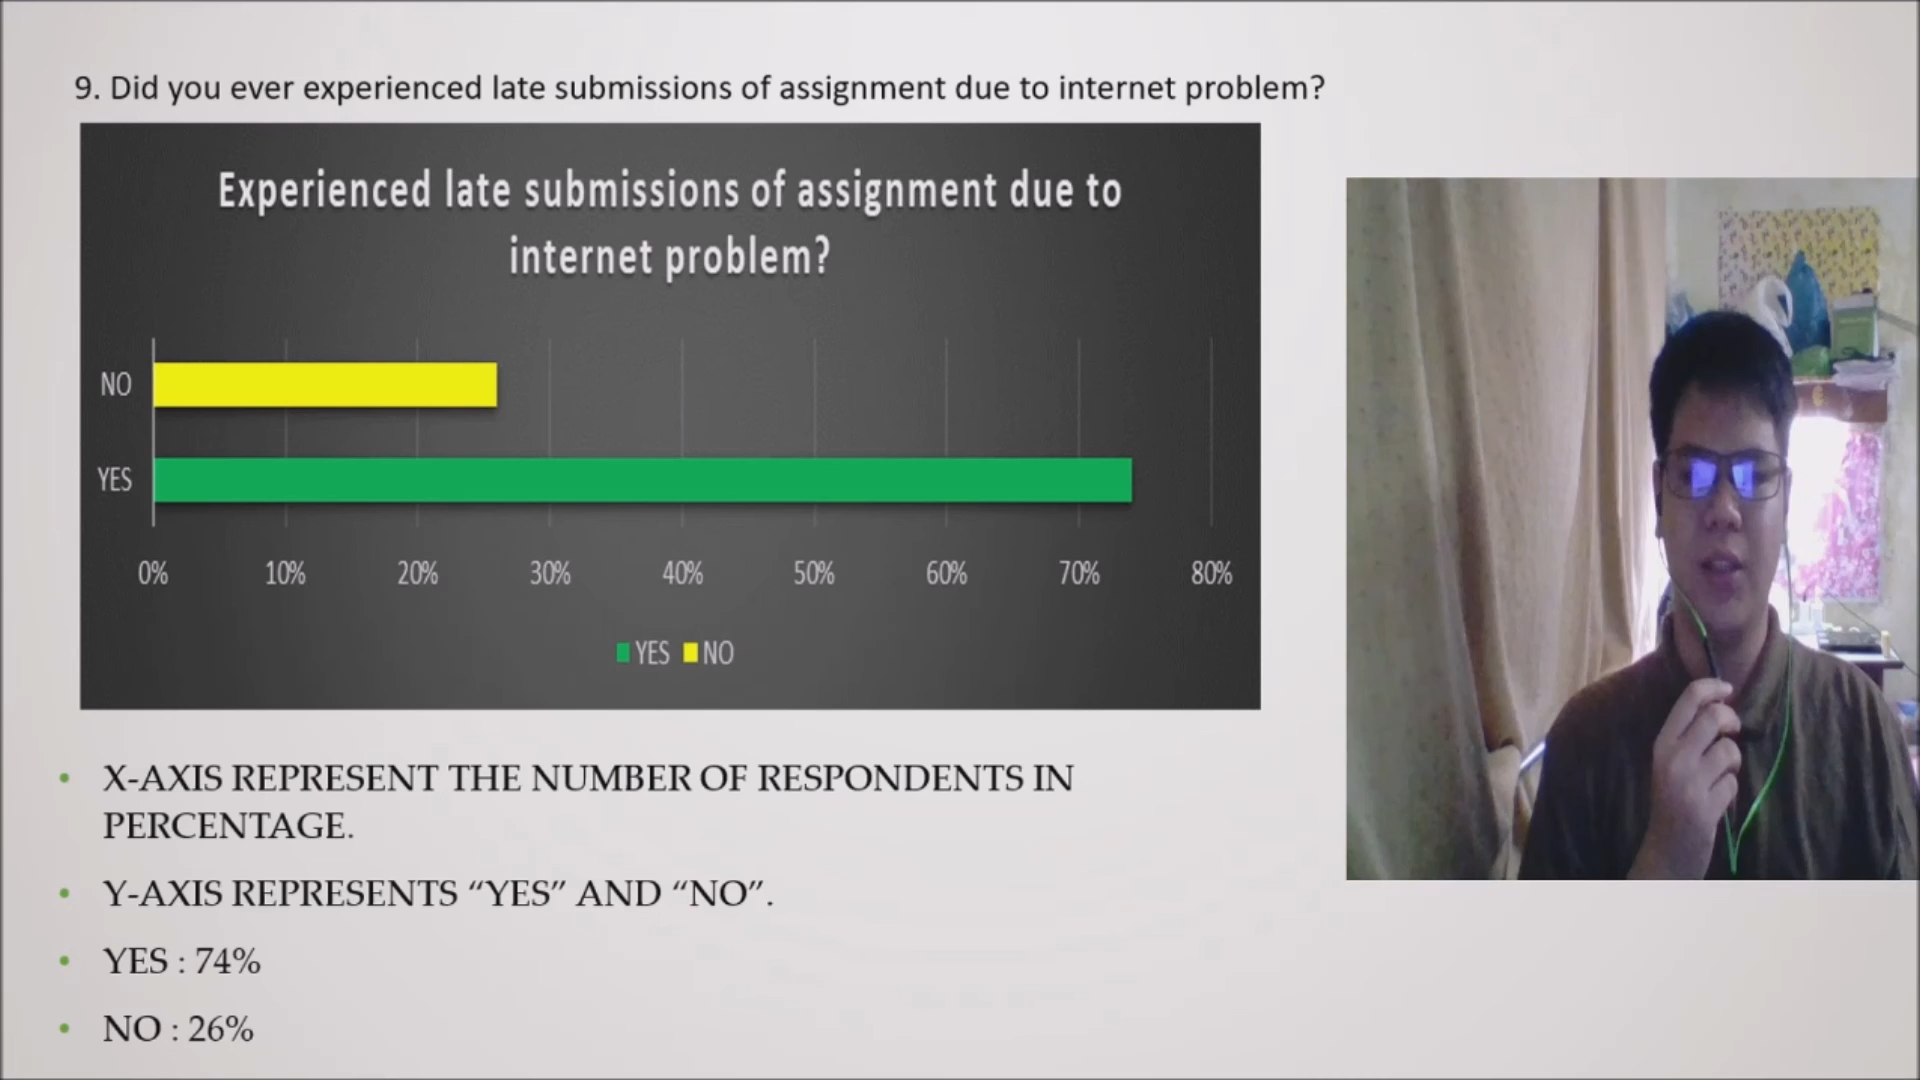 9. Did you ever experienced late submissions of assignment due to internet problem?
Experienced late submissions of assignment due to
internet problem?
NO
YES
0% 10% 20% 30% 40% 50% 60% 70% 80%
YES NO
• X-AXIS REPRESENT THE NUMBER OF RESPONDENTS IN
PERCENTAGE.
• Y-AXIS REPRESENTS “YES” AND “NO”.
• YES : 74%
• NO : 26%